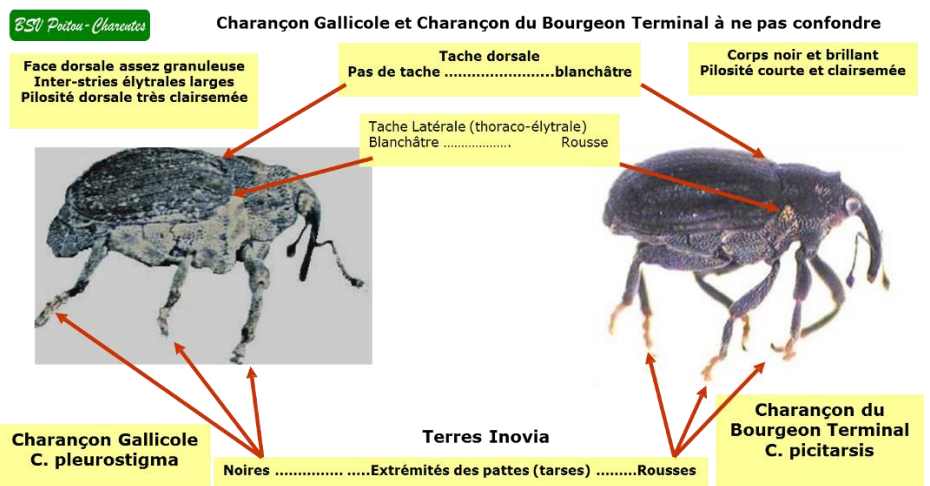 BSV Poitou-Charentes
Charançon Gallicole et Charançon du Bourgeon Terminal à ne pas confondre
Face dorsale assez granuleuse
Inter-stries élytrales larges
Pilosité dorsale très clairsemée
Tache dorsale
Pas de tache ........................blanchâtre
Corps noir et brillant
Pilosité courte et clairsemée
Tache Latérale (thoraco-élytrale)
Blanchâtre ................... Rousse
Charançon Gallicole
C. pleurostigma
Terres Inovia
Charançon du
Bourgeon Terminal
C. picitarsis
Noires ............... .....Extrémités des pattes (tarses) .........Rousses